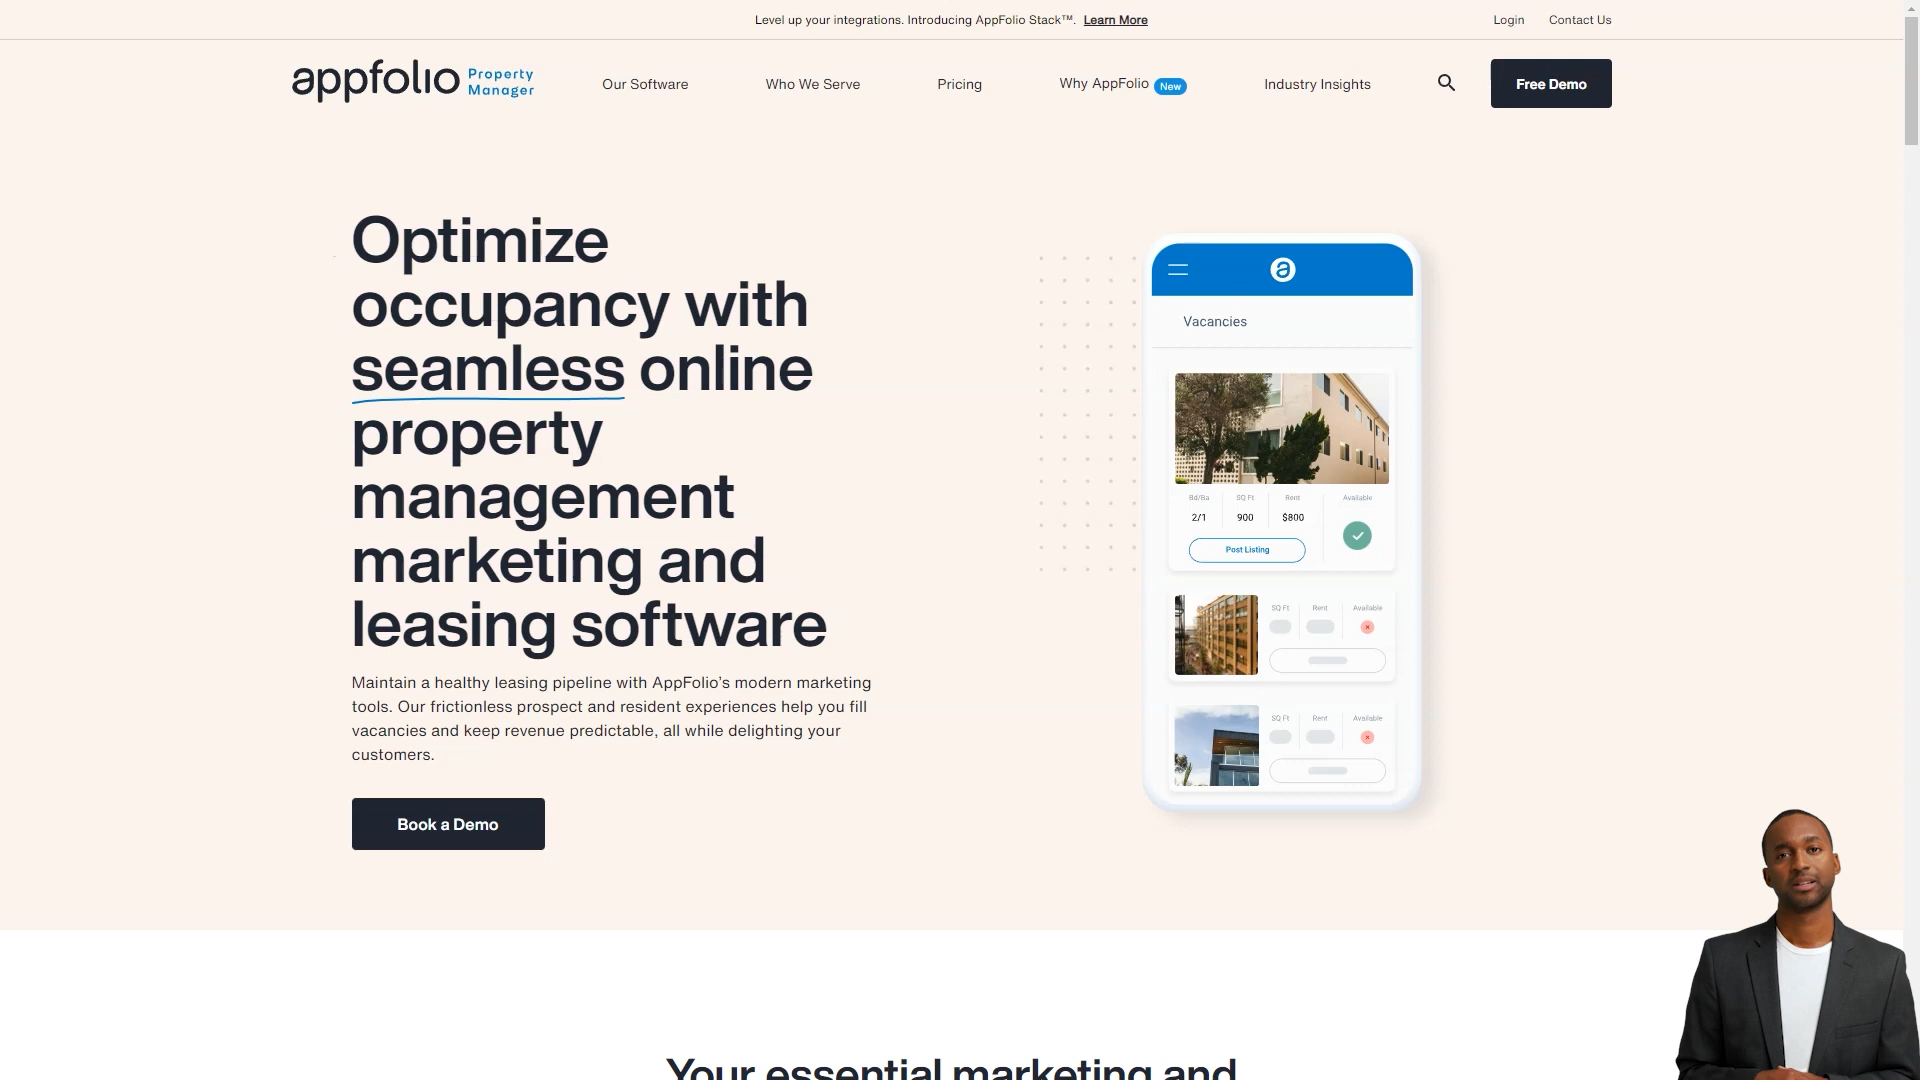 Level up your integrations. Introducing AppFolio Stack™. Learn More
Login
Contact Us
appfolio Property Manager
Our Software
Who We Serve
Pricing
Why AppFolio New
Industry Insights
Free Demo
Optimize
occupancy with
seamless online
property
management
marketing and
leasing software
Maintain a healthy leasing pipeline with AppFolio’s modern marketing
tools. Our frictionless prospect and resident experiences help you fill
vacancies and keep revenue predictable, all while delighting your
customers.
Book a Demo
a
Vacancies
Bd/Ba SQ Ft Rent Available
2/1 900 $800
Post Listing
SQ Ft Rent Available
SQ Ft Rent Available
Your essential marketing and